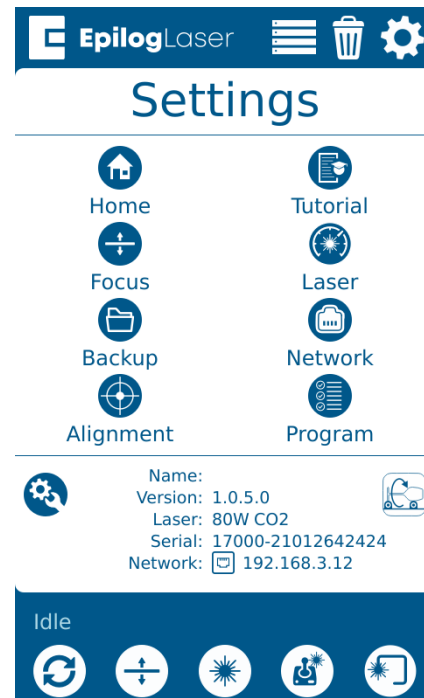 EpilogLaser
Settings
Home
Tutorial
Focus
Laser
Backup
Network
Alignment
Program
Name:
Version: 1.0.5.0
Laser: 80W CO2
Serial: 17000-21012642424
Network: 192.168.3.12
Idle